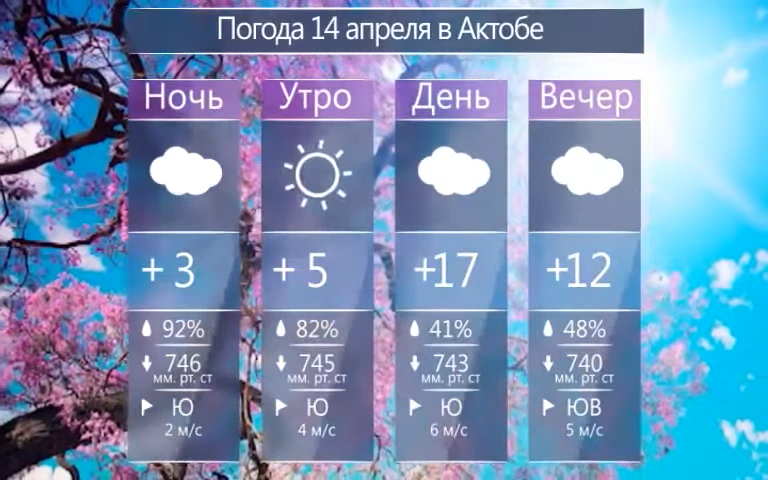 Погода 14 апреля в Актобе
Ночь Утро День Вечер
+ 3 + 5 +17 +12
92% 82% 41% 48%
746 745 743 740
мм. рт. ст мм. рт. ст мм. рт. ст мм. рт. ст
Ю Ю Ю ЮВ
2 м/с 4 м/с 6 м/с 5 м/с